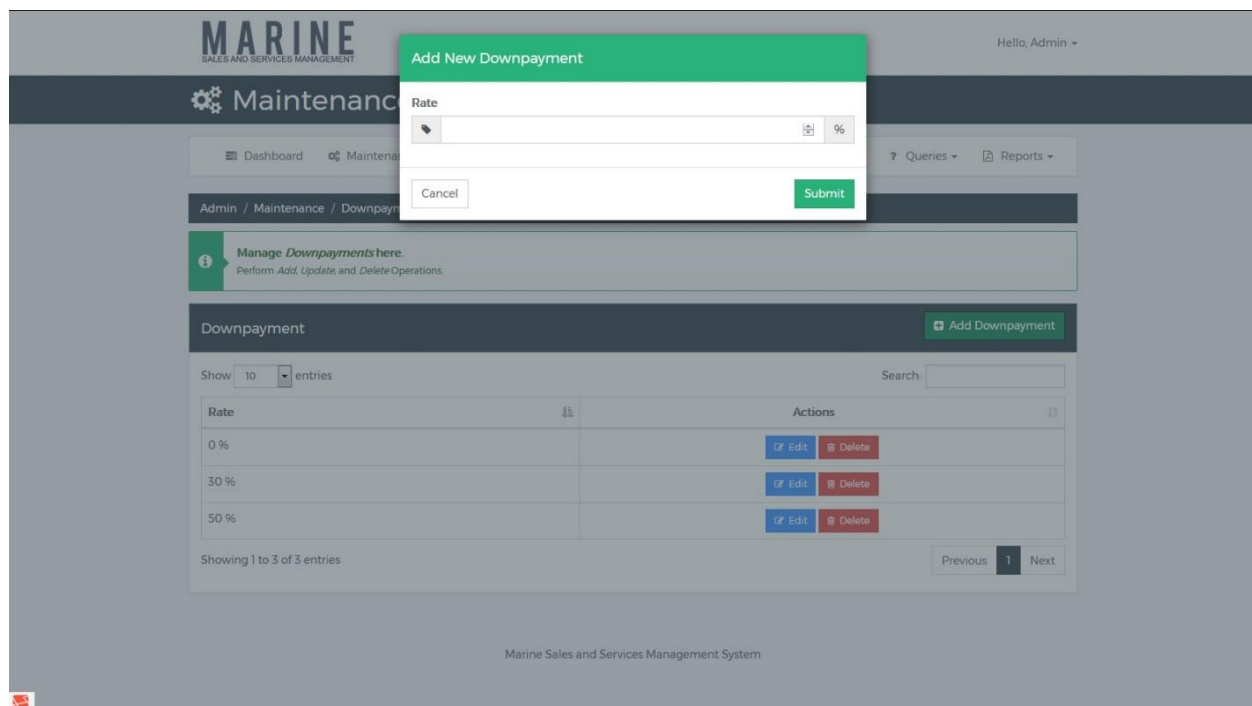 MARINE
SALES AND SERVICES MANAGEMENT
Hello, Admin
Add New Downpayment
Maintenanc
Rate
%
Dashboard Maintena
? Queries Reports
Cancel Submit
Admin / Maintenance / Downpaym
Manage Downpayments here.
Perform Add, Update, and Delete Operations.
Downpayment
Add Downpayment
Show 10 entries
Search:
Rate Actions
0 % Edit Delete
30 % Edit Delete
50 % Edit Delete
Showing 1 to 3 of 3 entries
Previous 1 Next
Marine Sales and Services Management System